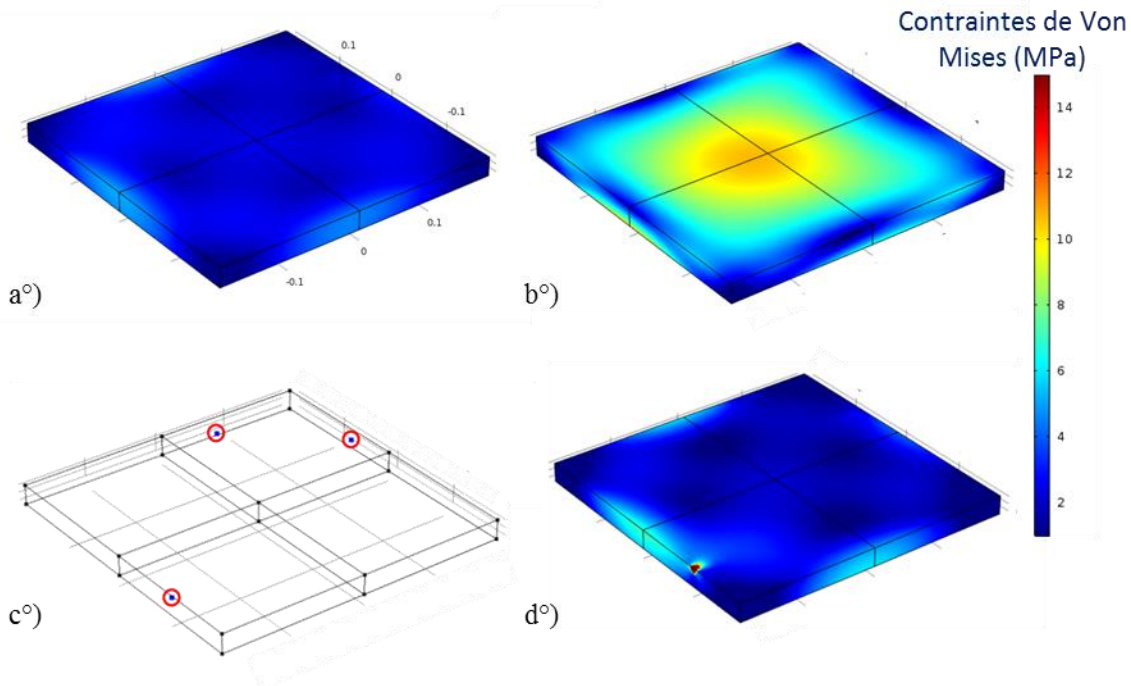 Contraintes de Von
Mises (MPa)
0.1
0
-0.1
0.1
0
-0.1
a°)
b°)
14
12
10
8
6
4
2
c°)
d°)